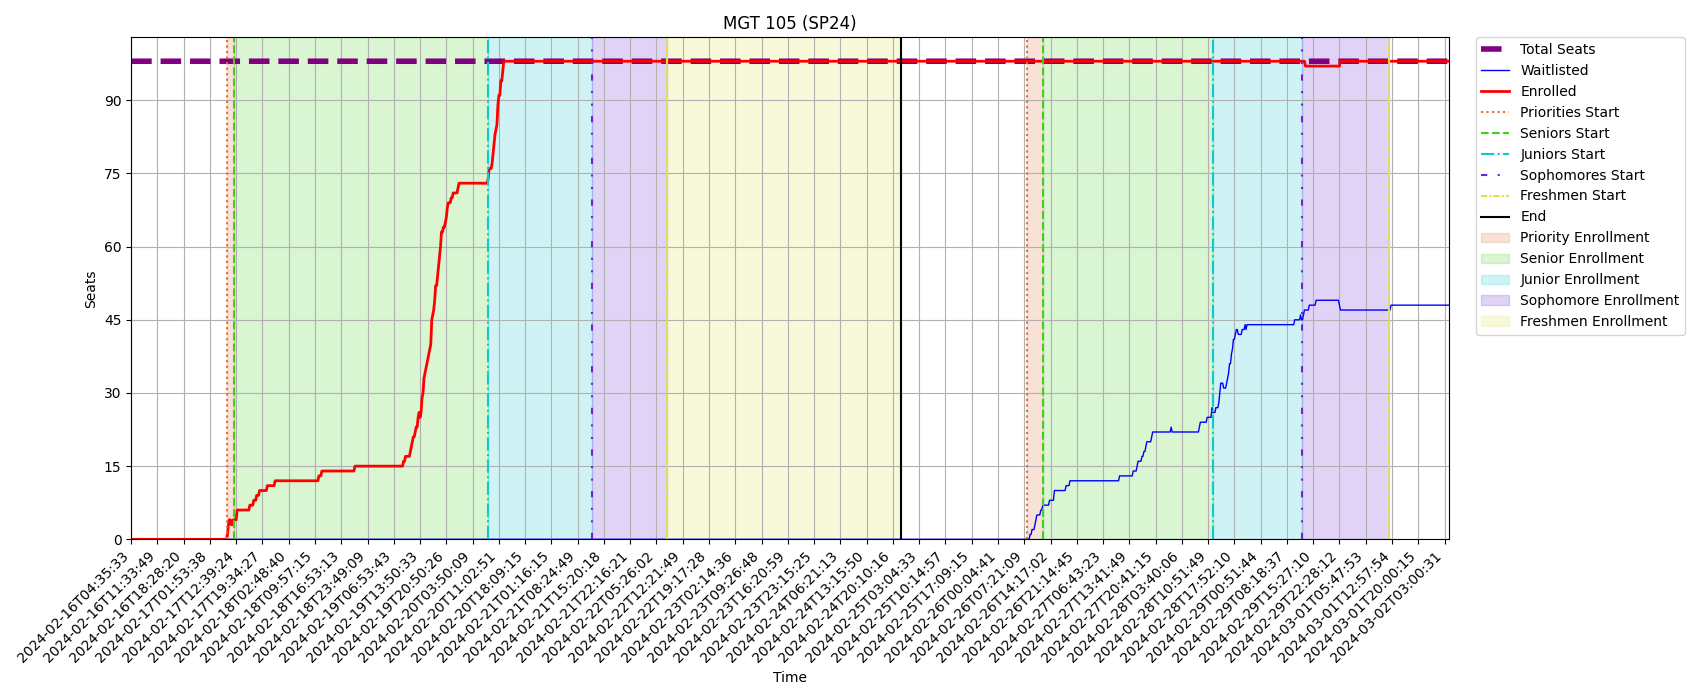 MGT 105 (SP24)
Total Seats
Waitlisted
Enrolled
Priorities Start
Seniors Start
Juniors Start
Sophomores Start
Freshmen Start
End
Priority Enrollment
Senior Enrollment
Junior Enrollment
Sophomore Enrollment
Freshmen Enrollment
Seats
90
75
60
45
30
15
0
2024-02-16T04:35:33
2024-02-16T11:33:49
2024-02-16T18:28:20
2024-02-17T01:53:38
2024-02-17T12:39:24
2024-02-17T19:34:27
2024-02-18T02:48:40
2024-02-18T09:57:15
2024-02-18T16:53:13
2024-02-18T23:49:09
2024-02-19T06:53:43
2024-02-19T13:50:33
2024-02-19T20:50:26
2024-02-20T03:50:09
2024-02-20T11:02:51
2024-02-20T18:09:15
2024-02-21T01:16:15
2024-02-21T08:24:49
2024-02-21T15:20:18
2024-02-21T22:16:21
2024-02-22T05:26:02
2024-02-22T12:21:49
2024-02-22T19:17:28
2024-02-23T02:14:36
2024-02-23T09:26:48
2024-02-23T16:20:59
2024-02-23T23:15:25
2024-02-24T06:21:13
2024-02-24T13:15:50
2024-02-24T20:10:16
2024-02-25T03:04:33
2024-02-25T10:14:57
2024-02-25T17:09:15
2024-02-26T00:04:41
2024-02-26T07:21:09
2024-02-26T14:17:02
2024-02-26T21:14:45
2024-02-27T06:43:23
2024-02-27T13:41:49
2024-02-27T20:41:15
2024-02-28T03:40:06
2024-02-28T10:51:49
2024-02-28T17:52:10
2024-02-29T00:51:44
2024-02-29T08:18:37
2024-02-29T15:27:10
2024-02-29T22:28:12
2024-03-01T05:47:53
2024-03-01T12:57:54
2024-03-01T20:00:15
2024-03-02T03:00:31
Time